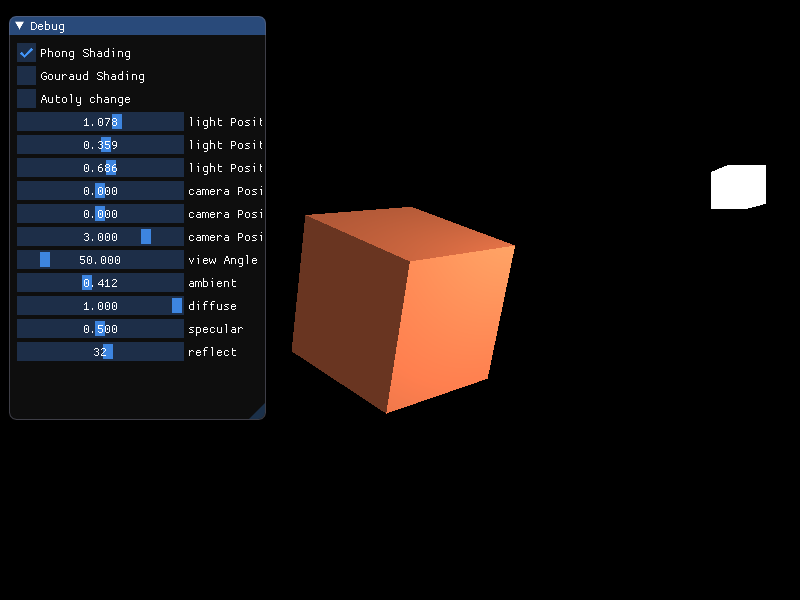 Debug
Phong Shading
Gouraud Shading
Autoly change
1.078 light Posit
0.359 light Posit
0.686 light Posit
0.000 camera Posi
0.000 camera Posi
3.000 camera Posi
50.000 view Angle
0.412 ambient
1.000 diffuse
0.500 specular
32 reflect